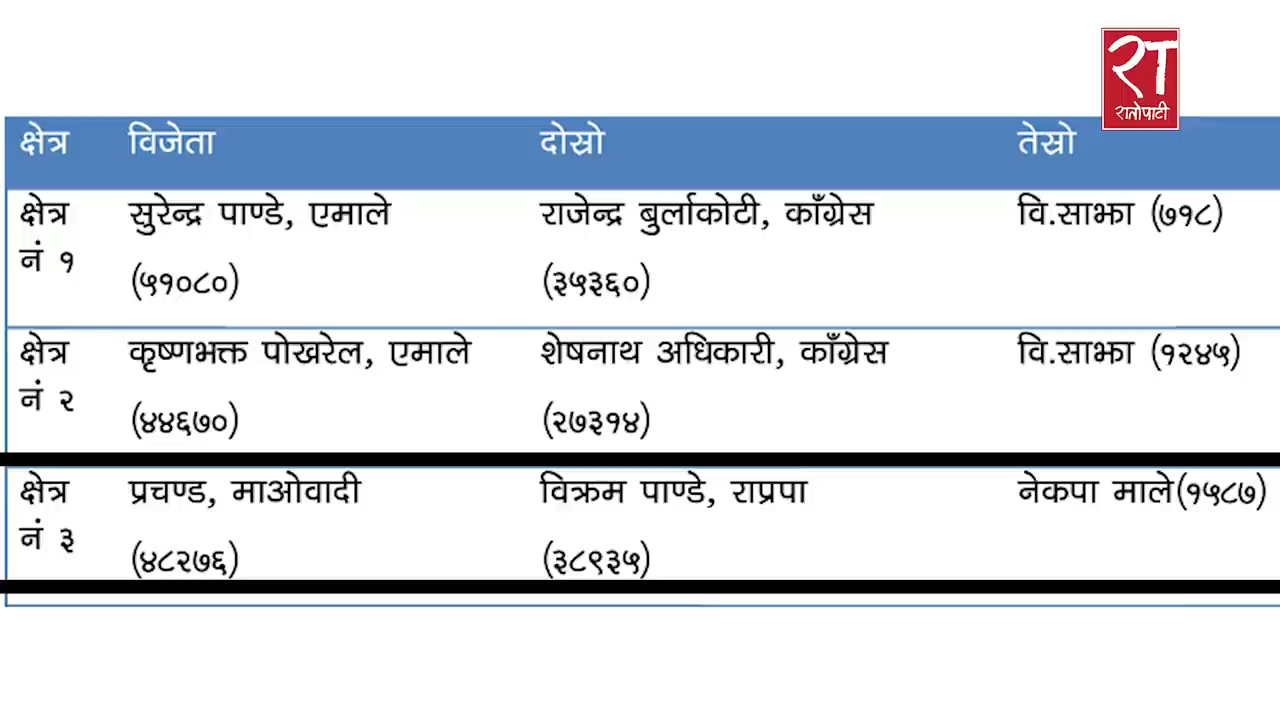 रा
रातोपाटी
क्षेत्र विजेता दोस्रो तेस्रो
क्षेत्र सुरेन्द्र पाण्डे, एमाले राजेन्द्र बुर्लाकोटी, काँग्रेस वि.साझा (७१८)
नं १ (५१०८०) (३५३६०)
क्षेत्र कृष्णभक्त पोखरेल, एमाले शेषनाथ अधिकारी, काँग्रेस वि.साझा (१२४५)
नं २ (४४६७०) (२७३१४)
क्षेत्र प्रचण्ड, माओवादी विक्रम पाण्डे, राप्रपा नेकपा माले(१५८७)
नं ३ (४८२७६) (३८९३५)